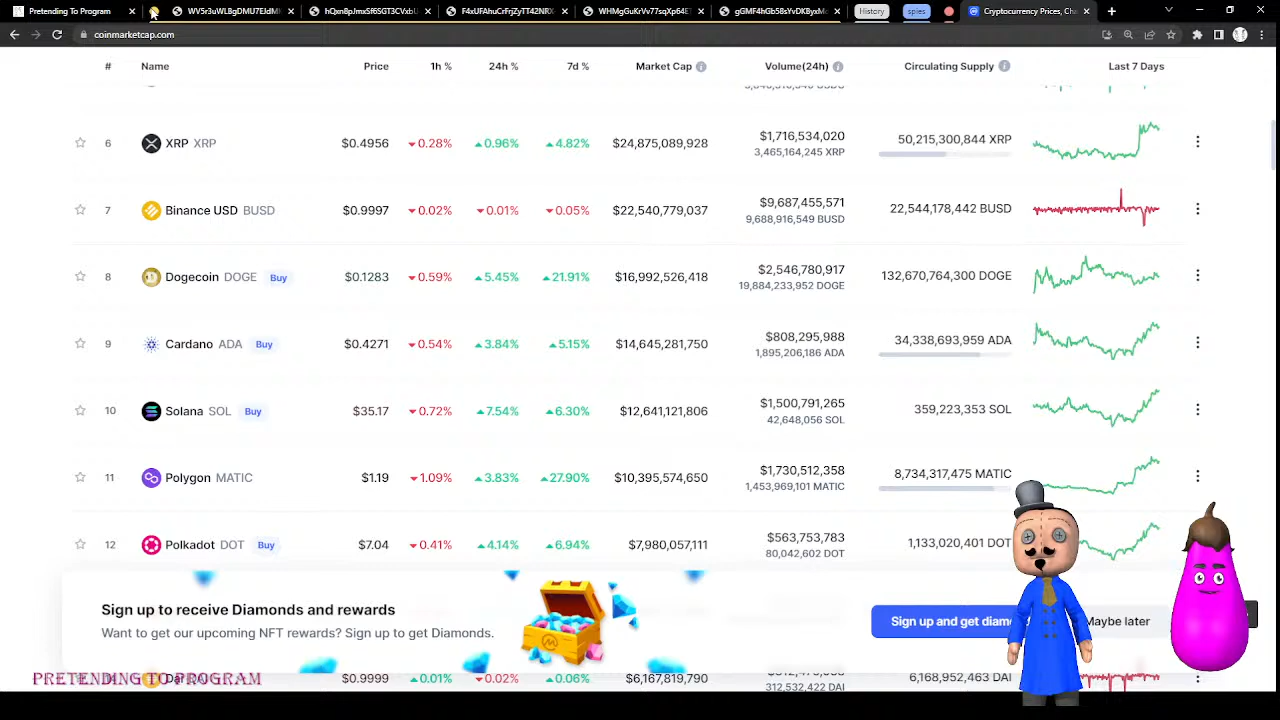 Pretending To Program WV5r3uWLBgDMU7EJdM hQxnBpJmxSf6SGT3CVxbU F4xUFAhuCrFjZyTT42NRX WHMgGuKrVv77sqXp64ET gGMF4hGb58sYvDKByxMe History spies Cryptocurrency Prices, Ch
coinmarketcap.com
# Name Price 1h % 24h % 7d % Market Cap Volume(24h) Circulating Supply Last 7 Days
6 XRP XRP $0.4956 0.28% 0.96% 4.82% $24,875,089,928 $1,716,534,020 50,215,300,844 XRP
3,465,164,245 XRP
7 Binance USD BUSD $0.9997 0.02% 0.01% 0.05% $22,540,779,037 $9,687,455,571 22,544,178,442 BUSD
9,688,916,549 BUSD
8 Dogecoin DOGE Buy $0.1283 0.59% 5.45% 21.91% $16,992,526,418 $2,546,780,917 132,670,764,300 DOGE
19,884,233,952 DOGE
9 Cardano ADA Buy $0.4271 0.54% 3.84% 5.15% $14,645,281,750 $808,295,988 34,338,693,959 ADA
1,895,206,186 ADA
10 Solana SOL Buy $35.17 0.72% 7.54% 6.30% $12,641,121,806 $1,500,791,265 359,223,353 SOL
42,648,056 SOL
11 Polygon MATIC $1.19 1.09% 3.83% 27.90% $10,395,574,650 $1,730,512,358 8,734,317,475 MATIC
1,453,969,101 MATIC
12 Polkadot DOT Buy $7.04 0.41% 4.14% 6.94% $7,980,057,111 $563,753,783 1,133,020,401 DOT
80,042,602 DOT
Sign up to receive Diamonds and rewards
Want to get our upcoming NFT rewards? Sign up to get Diamonds.
Sign up and get diamo Maybe later
PRETENDING TO PROGRAM
$0.9999 0.01% 0.02% 0.06% $6,167,819,790 6,168,952,463 DAI
312,532,422 DAI